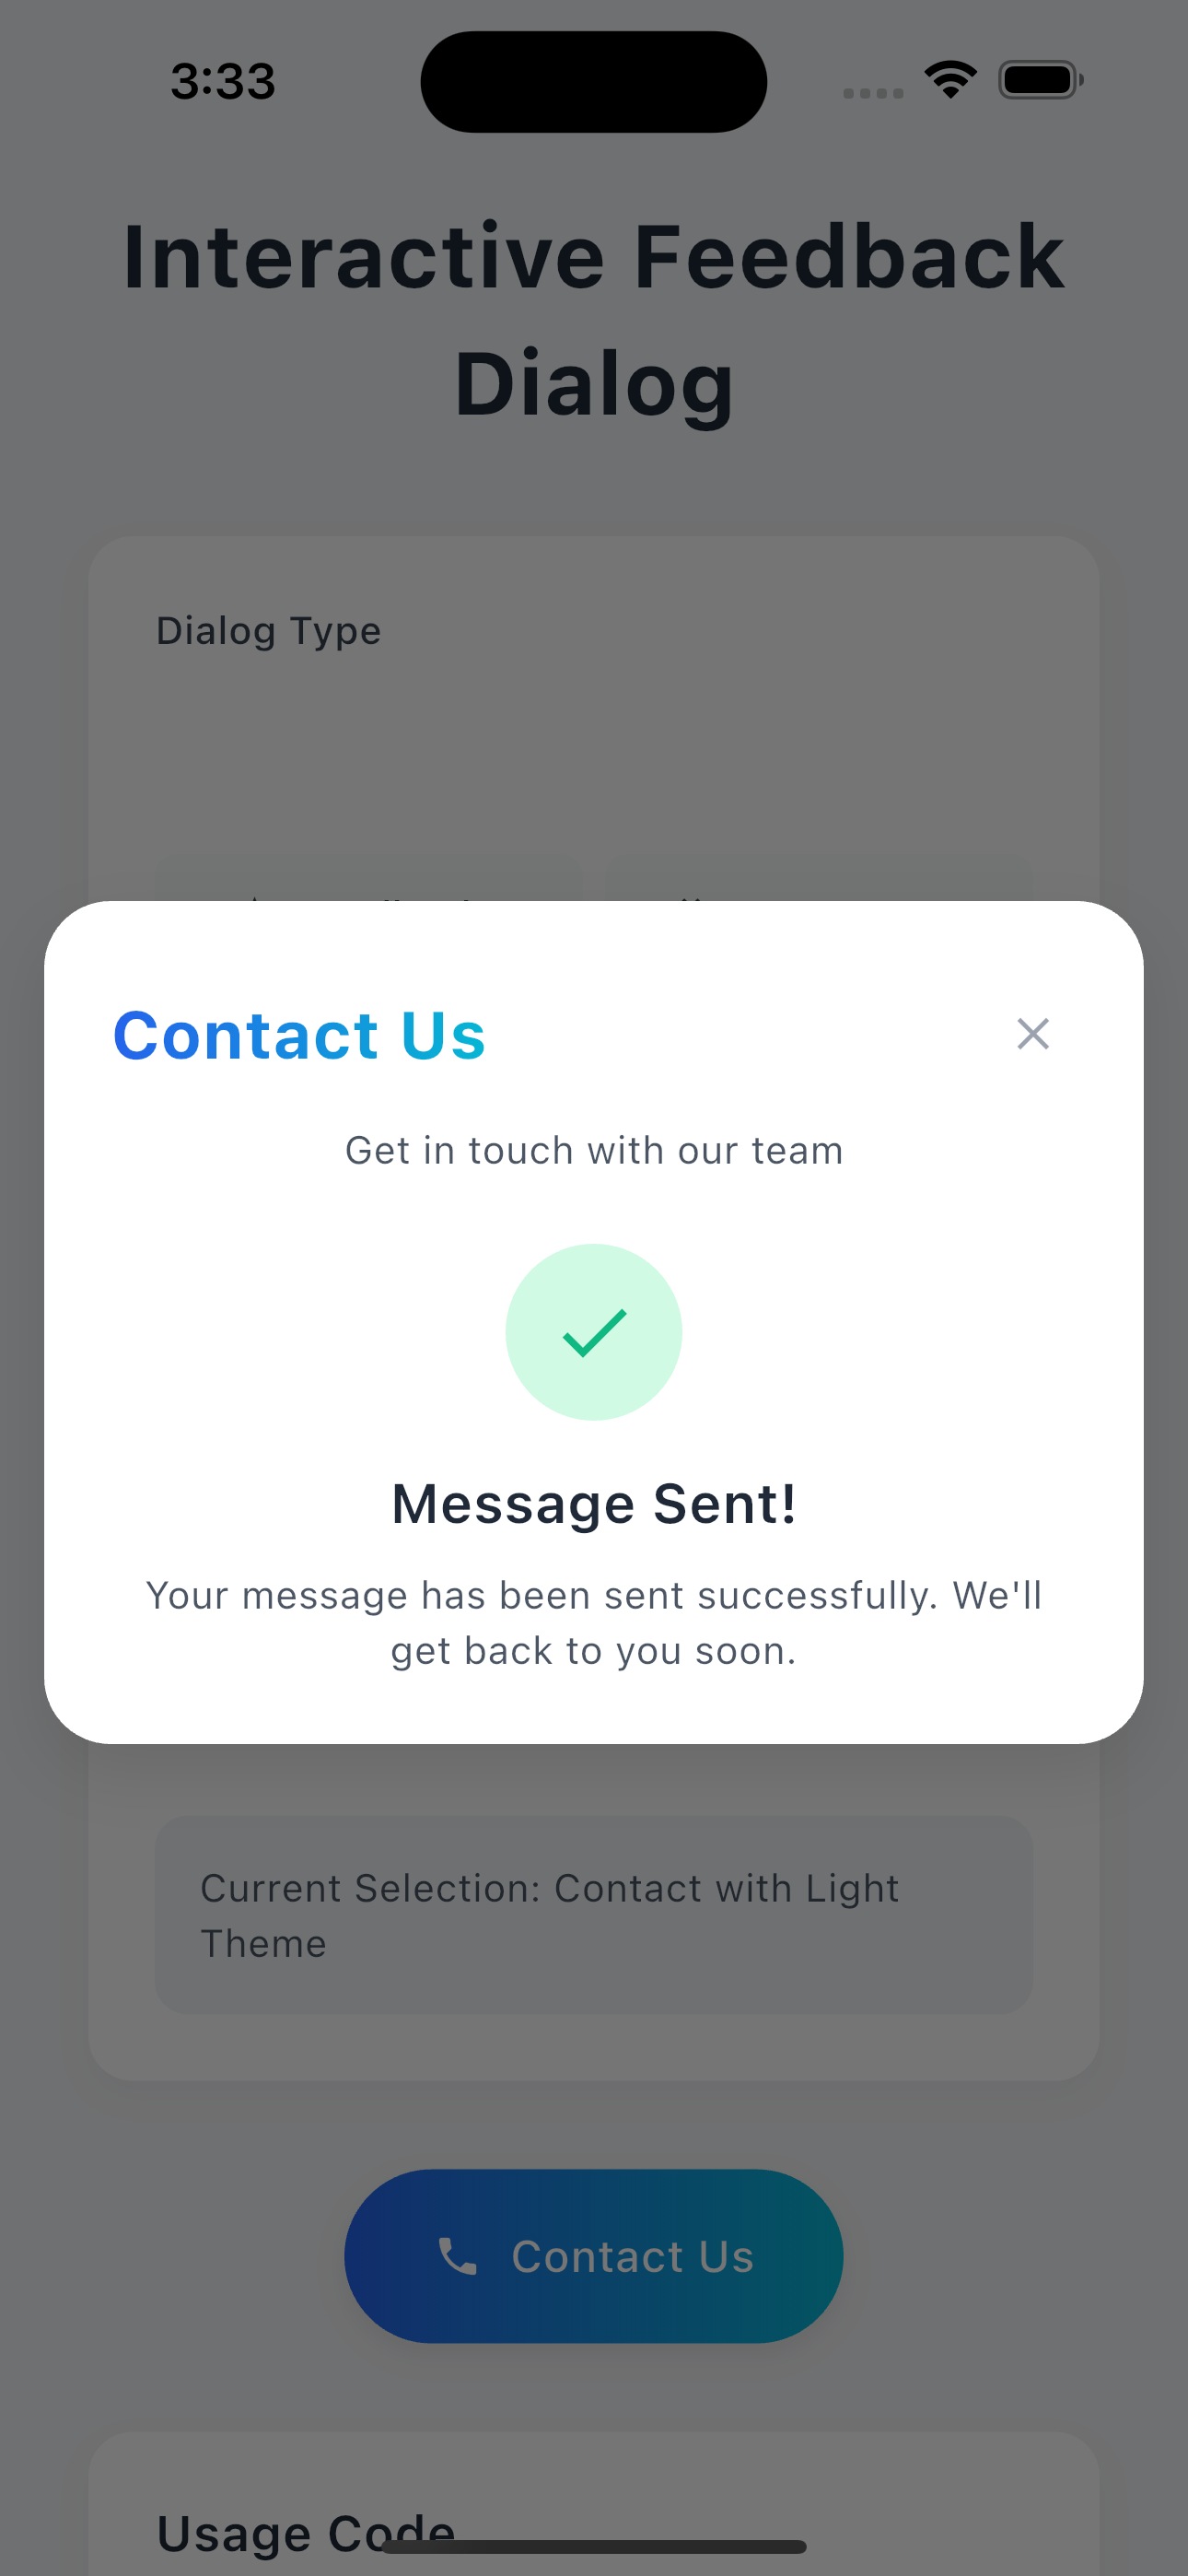 3:33
Interactive Feedback
Dialog
Dialog Type
Contact Us
Get in touch with our team
Message Sent!
Your message has been sent successfully. We'll
get back to you soon.
Current Selection: Contact with Light
Theme
Contact Us
Usage Code